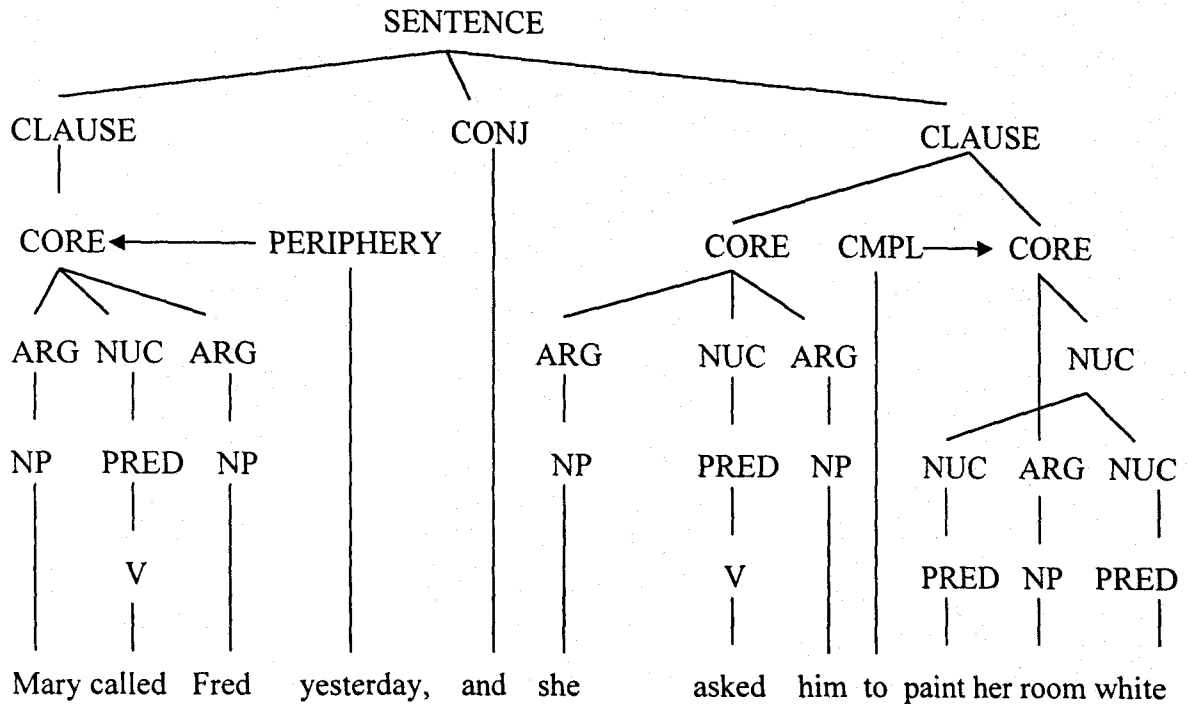 SENTENCE
CLAUSE CONJ CLAUSE
CORE PERIPHERY CORE CMPL CORE
ARG NUC ARG ARG NUC ARG NUC
NP PRED NP NP PRED NP NUC ARG NUC
V V PRED NP PRED
Mary called Fred yesterday, and she asked him to paint her room white